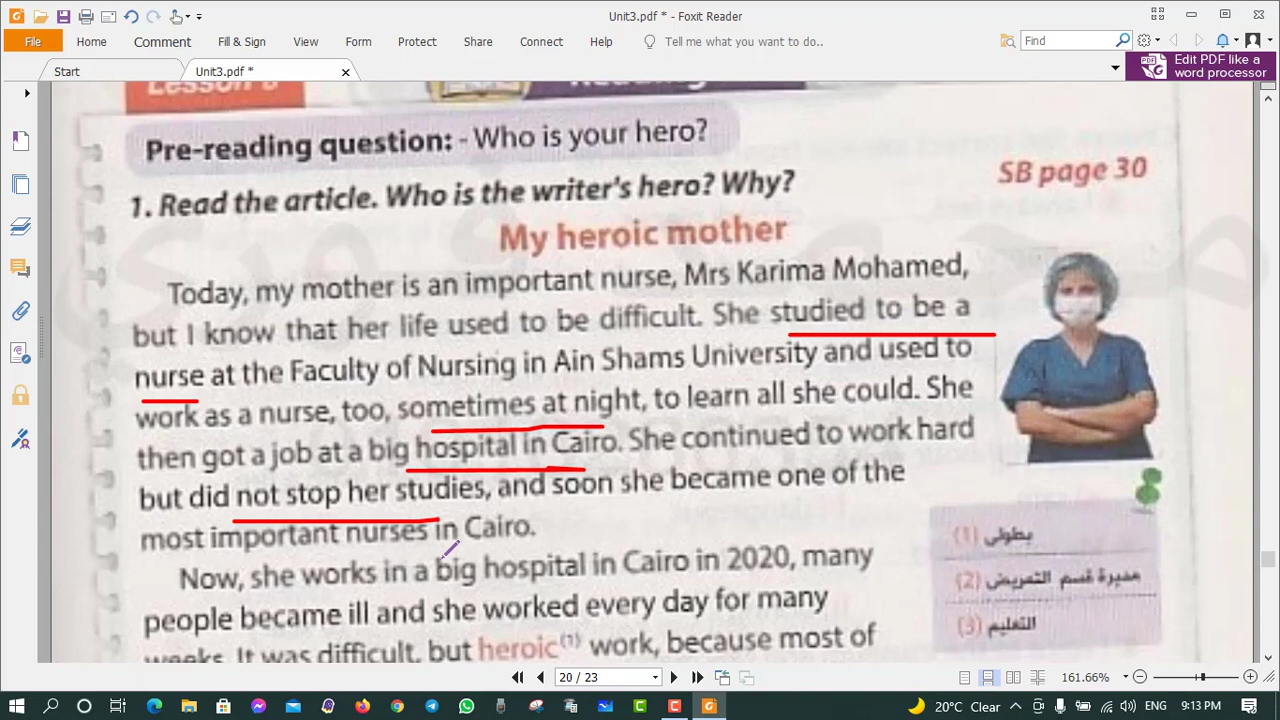 Unit3.pdf * - Foxit Reader
File Home Comment Fill & Sign View Form Protect Share Connect Help Tell me what you want to do.. Find
Start Unit3.pdf * Edit PDF like a word processor
Pre-reading question: - Who is your hero?
1. Read the article. Who is the writer's hero? Why?
SB page 30
My heroic mother
Today, my mother is an important nurse, Mrs Karima Mohamed,
but I know that her life used to be difficult. She studied to be a
nurse at the Faculty of Nursing in Ain Shams University and used to
work as a nurse, too, sometimes at night, to learn all she could. She
then got a job at a big hospital in Cairo. She continued to work hard
but did not stop her studies, and soon she became one of the
most important nurses in Cairo.
Now, she works in a big hospital in Cairo in 2020, many
people became ill and she worked every day for many
weeks. It was difficult, but heroic(1) work, because most of
(1) بطولى
(2) مديرة قسم التمريض
(3) التعليم
20 / 23
161.66%
20°C Clear ENG 9:13 PM